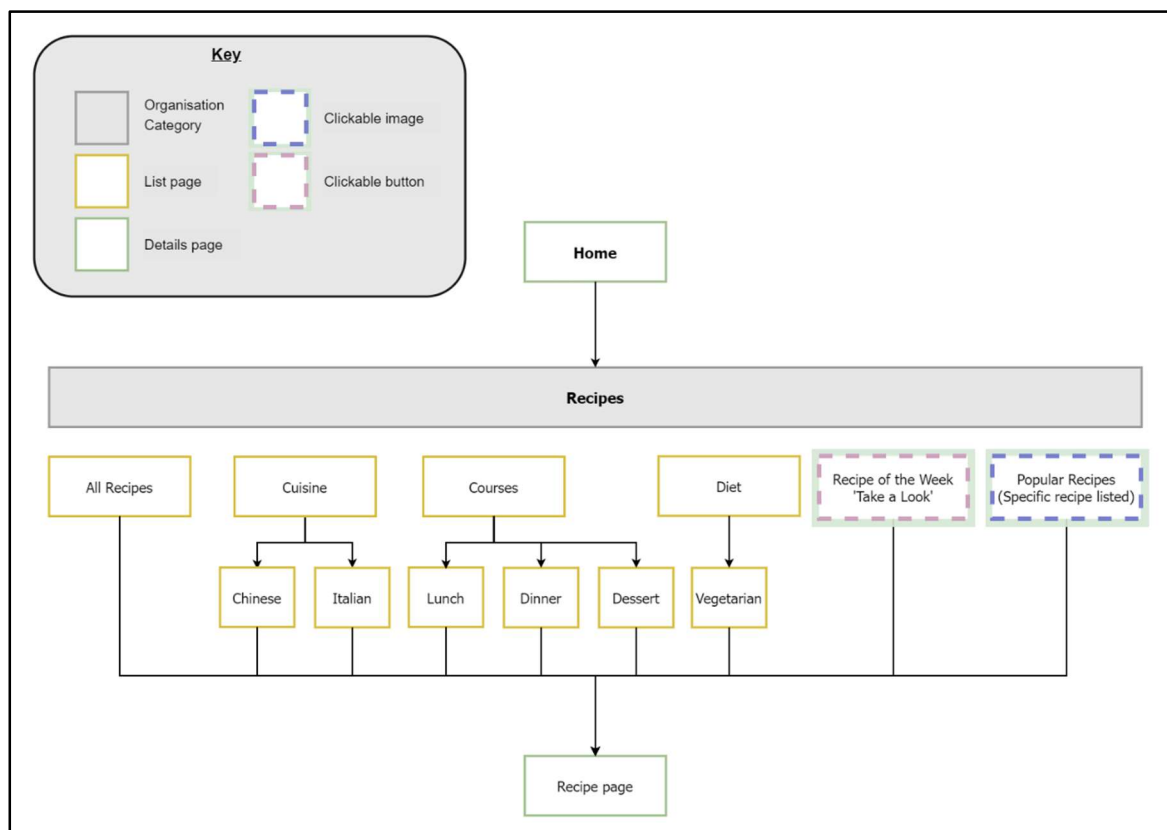 Key
Organisation
Category
Clickable image
List page
Clickable button
Details page
Home
Recipes
All Recipes
Cuisine
Courses
Diet
Recipe of the Week
'Take a Look'
Popular Recipes
(Specific recipe listed)
Chinese
Italian
Lunch
Dinner
Dessert
Vegetarian
Recipe page